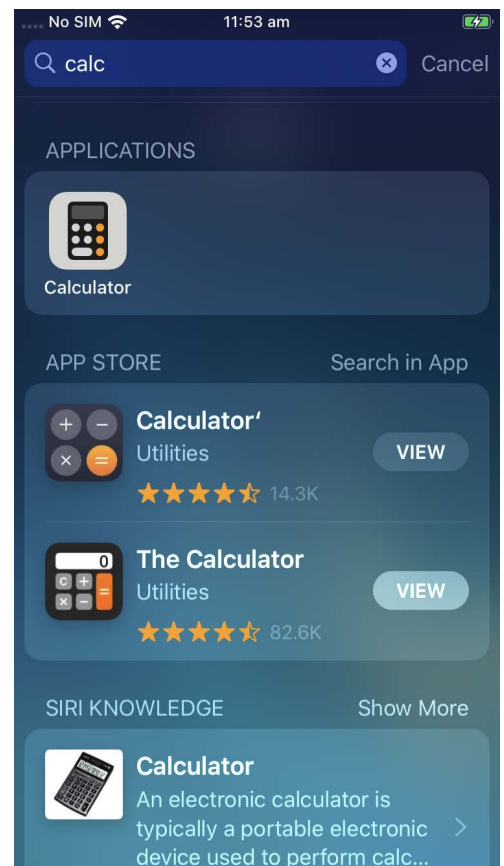 No SIM 11:53 am
calc Cancel
APPLICATIONS
Calculator
APP STORE Search in App
+ −
× =
Calculator‘
Utilities
VIEW
14.3K
0
C +
× − =
The Calculator
Utilities
VIEW
82.6K
SIRI KNOWLEDGE Show More
Calculator
An electronic calculator is
typically a portable electronic
device used to perform calc...